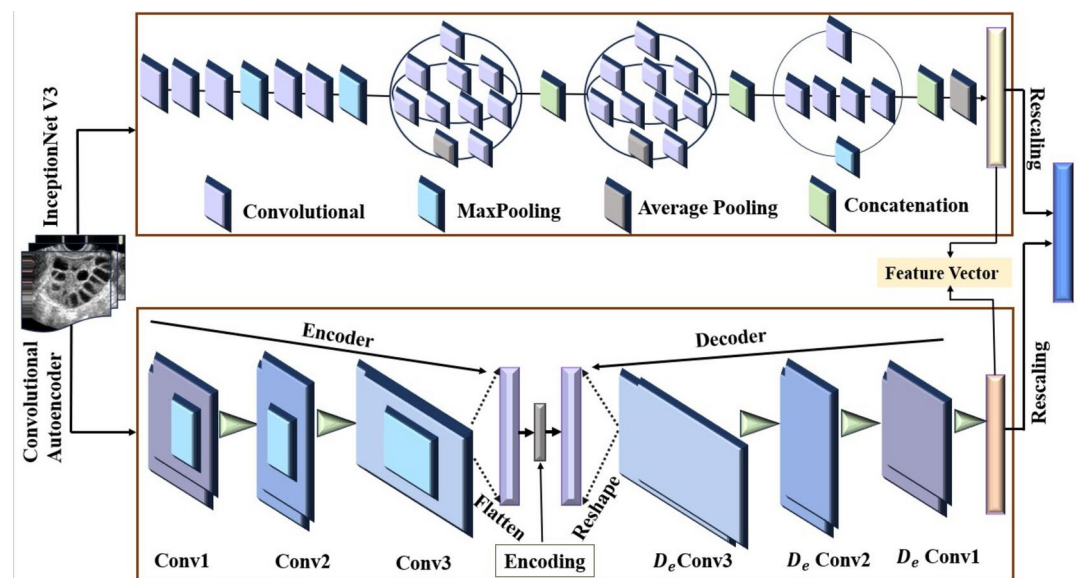 InceptionNet V3
Convolutional
MaxPooling
Average Pooling
Concatenation
Rescaling
Feature Vector
Convolutional
Autoencoder
Encoder
Decoder
Rescaling
Flatten
Reshape
Conv1
Conv2
Conv3
Encoding
DₑConv3
Dₑ Conv2
Dₑ Conv1